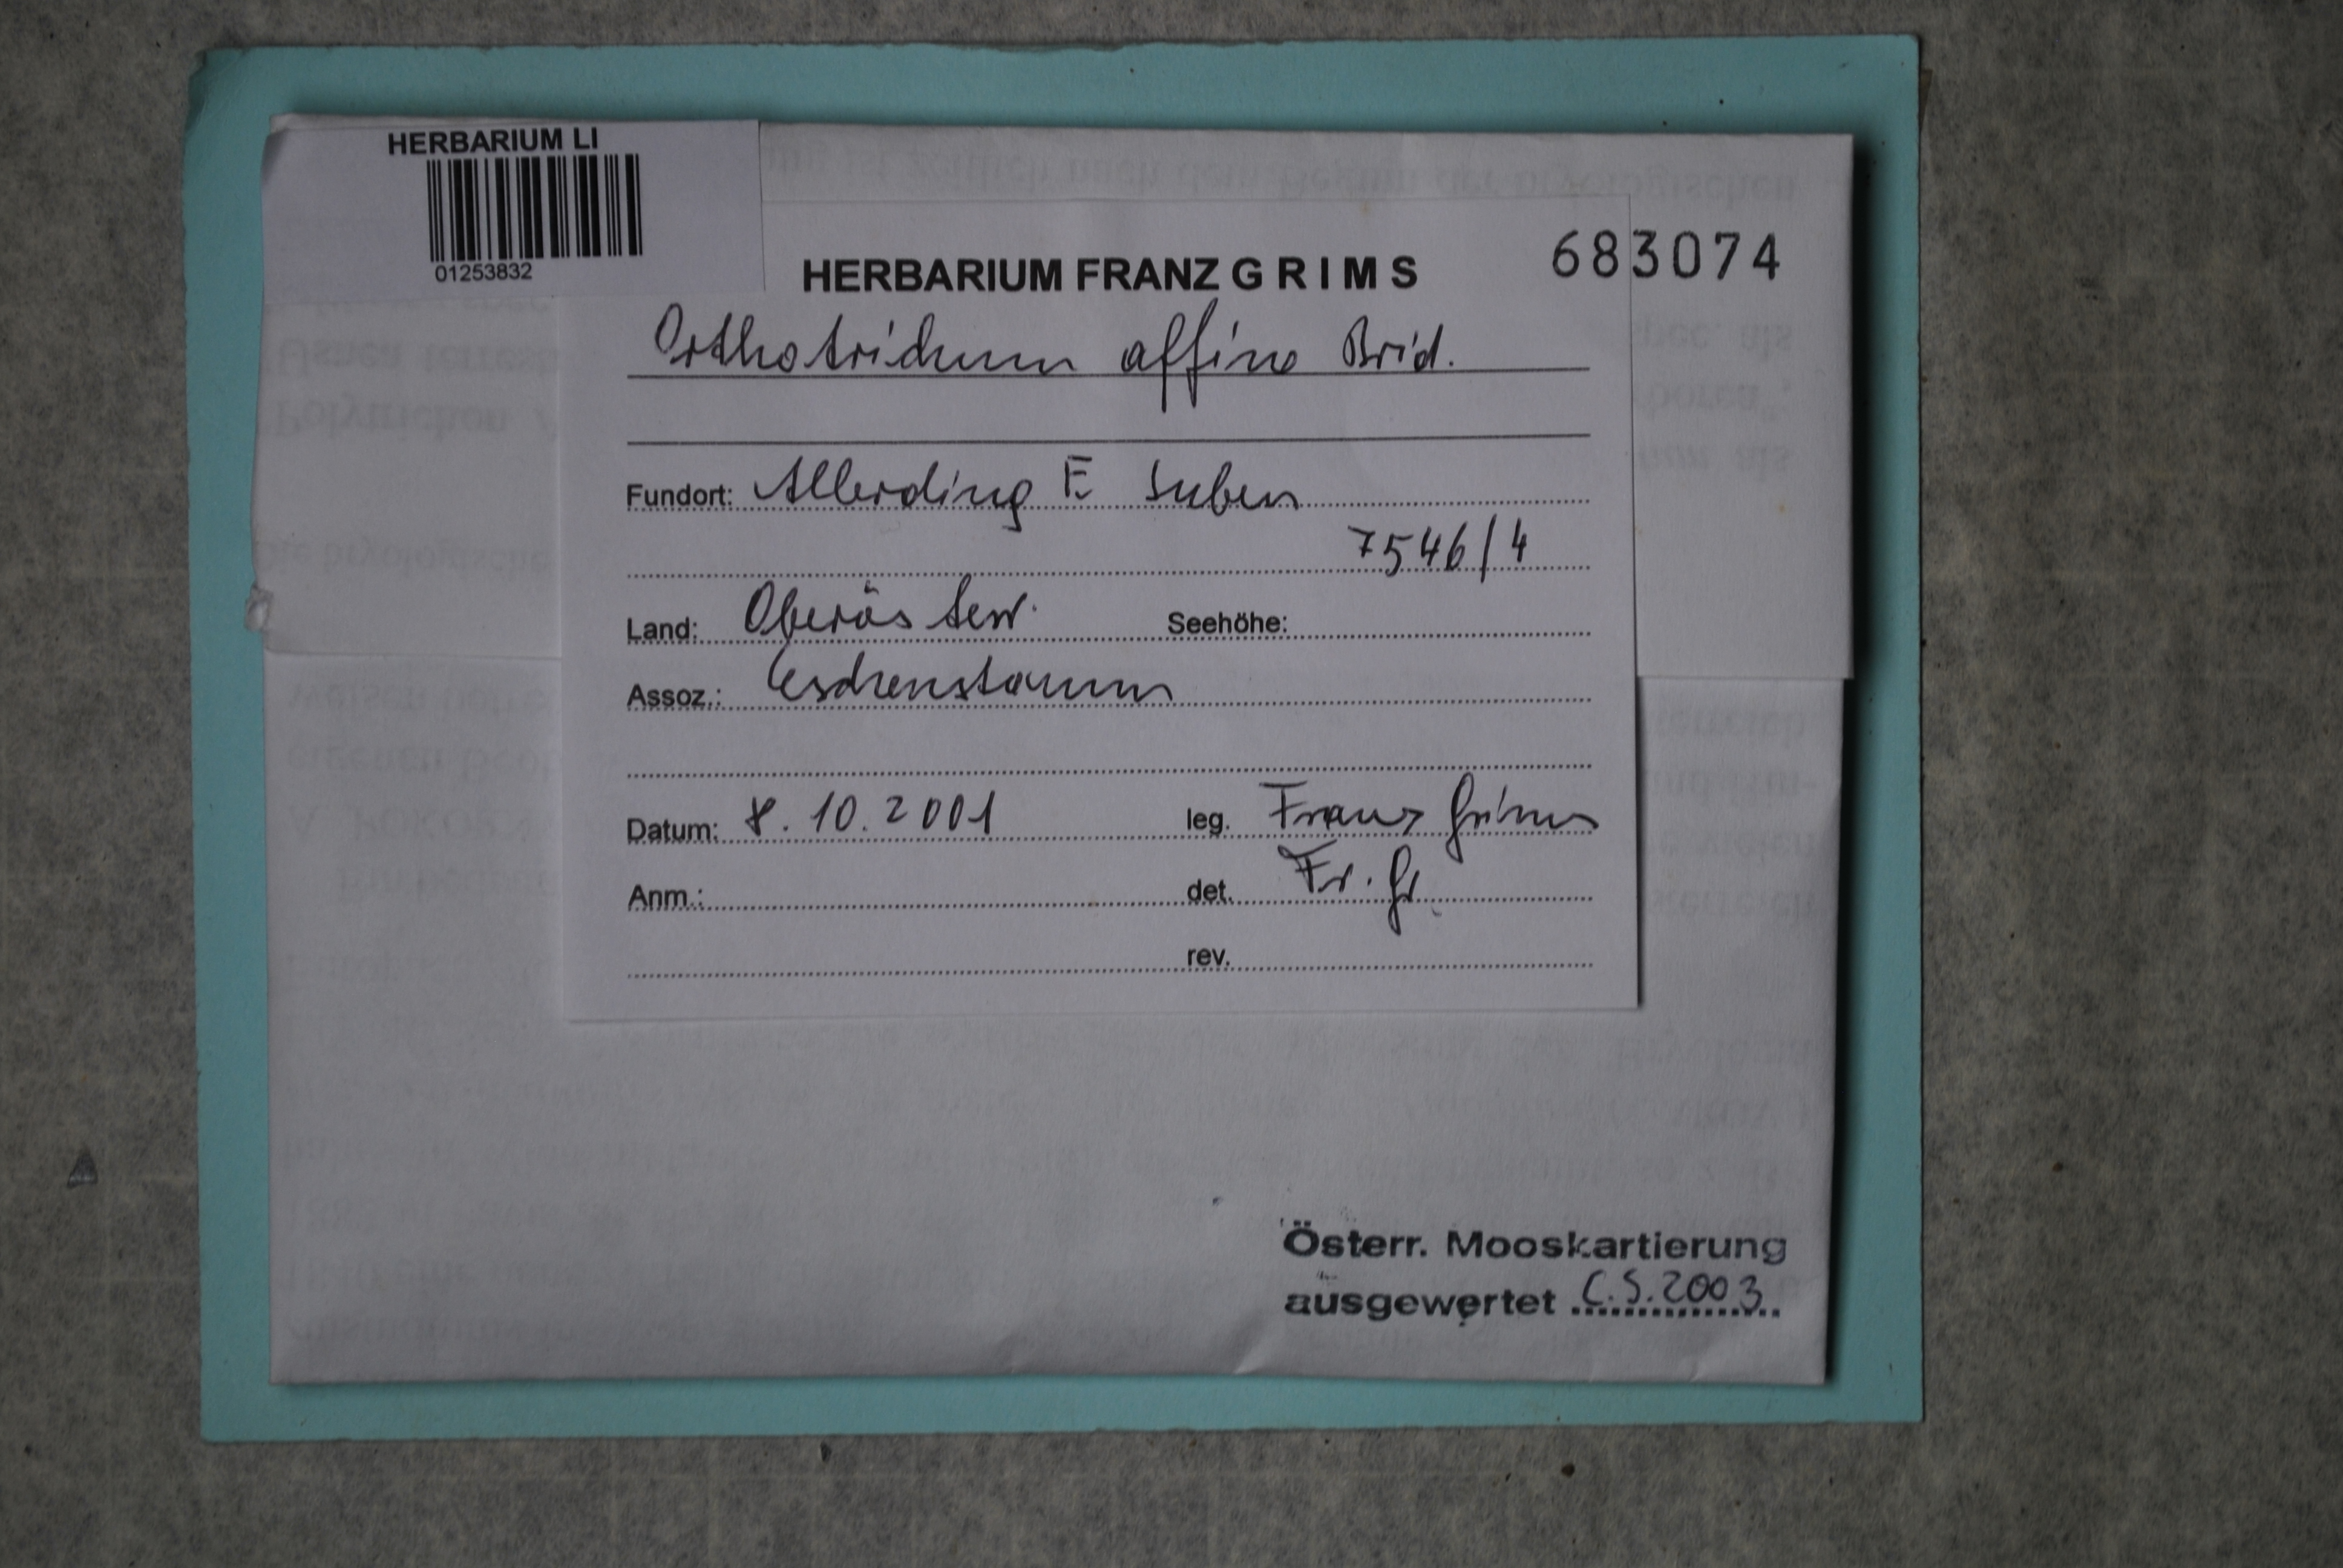 HERBARIUM LI
01253832
HERBARIUM FRANZ G R I M S
683074
Orthotrichum affine Brid.
Fundort: Allerding E Suben
7546/4
Land: Oberösterr. Seehöhe:
Assoz.: Eschenstamm
Datum: 8.10.2001 leg. Franz Grims
Anm.: det. Fr. Gr.
rev.
Österr. Mooskartierung
ausgewertet C.S. 2003